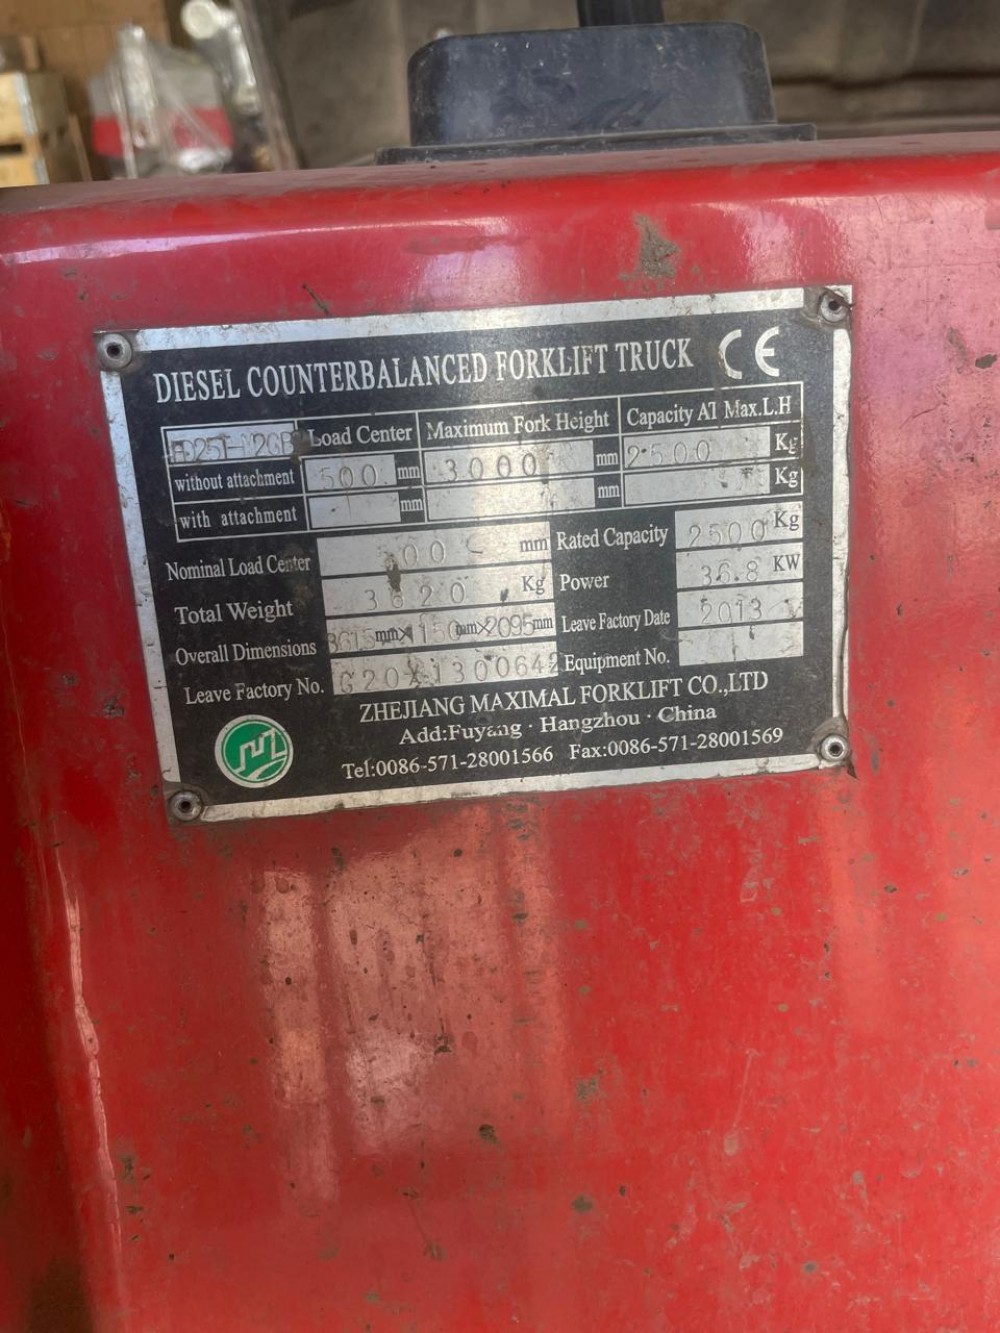 DIESEL COUNTERBALANCED FORKLIFT TRUCK CE
Load Center Maximum Fork Height Capacity AT Max.L.H
without attachment 500 mm 3000 mm 2500 Kg
with attachment mm mm Kg
Nominal Load Center mm Rated Capacity 2500 Kg
Total Weight Kg Power 36.8 KW
Overall Dimensions mm× mm×2095mm Leave Factory Date 2013
Leave Factory No. Equipment No.
ZHEJIANG MAXIMAL FORKLIFT CO.,LTD
Add:Fuyang · Hangzhou · China
Tel:0086-571-28001566 Fax:0086-571-28001569